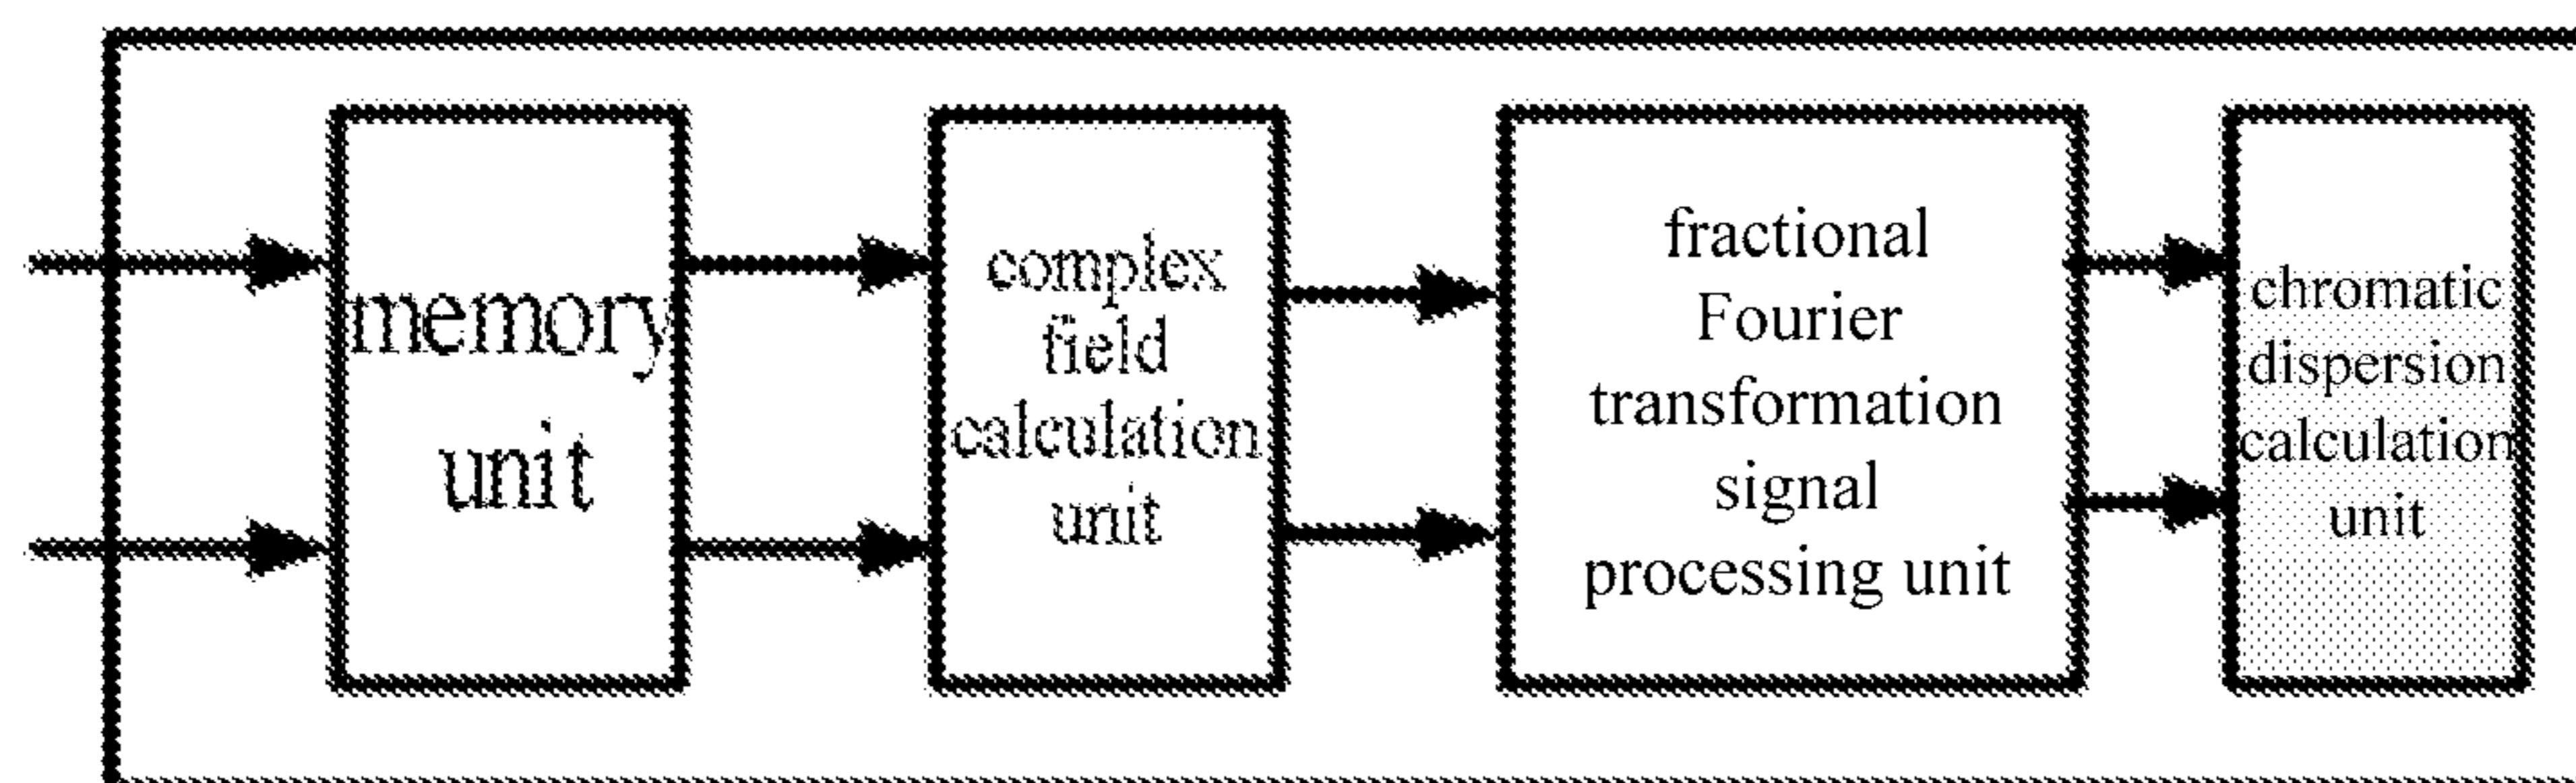 memory
unit
complex
field
calculation
unit
fractional
Fourier
transformation
signal
processing unit
chromatic
dispersion
calculation
unit